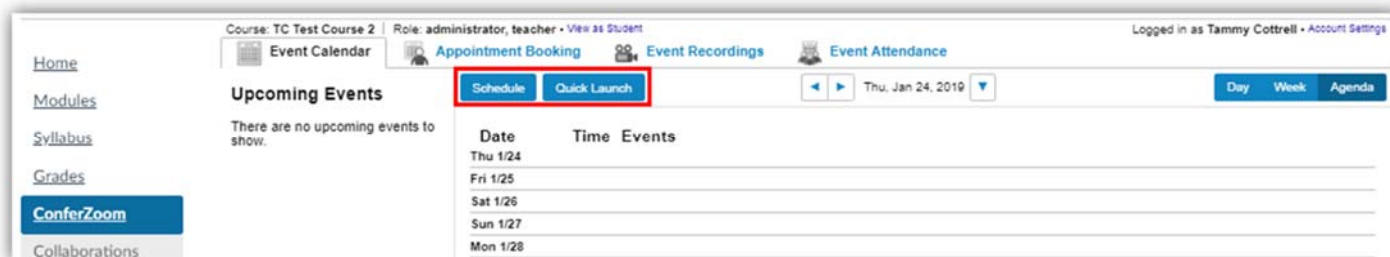 Course: TC Test Course 2 | Role: administrator, teacher • View as Student
Logged in as Tammy Cottrell • Account Settings
Event Calendar
Appointment Booking
Event Recordings
Event Attendance
Home
Modules
Syllabus
Grades
ConferZoom
Collaborations
Upcoming Events
There are no upcoming events to
show.
Schedule
Quick Launch
Thu, Jan 24, 2019
Day
Week
Agenda
Date Time Events
Thu 1/24
Fri 1/25
Sat 1/26
Sun 1/27
Mon 1/28